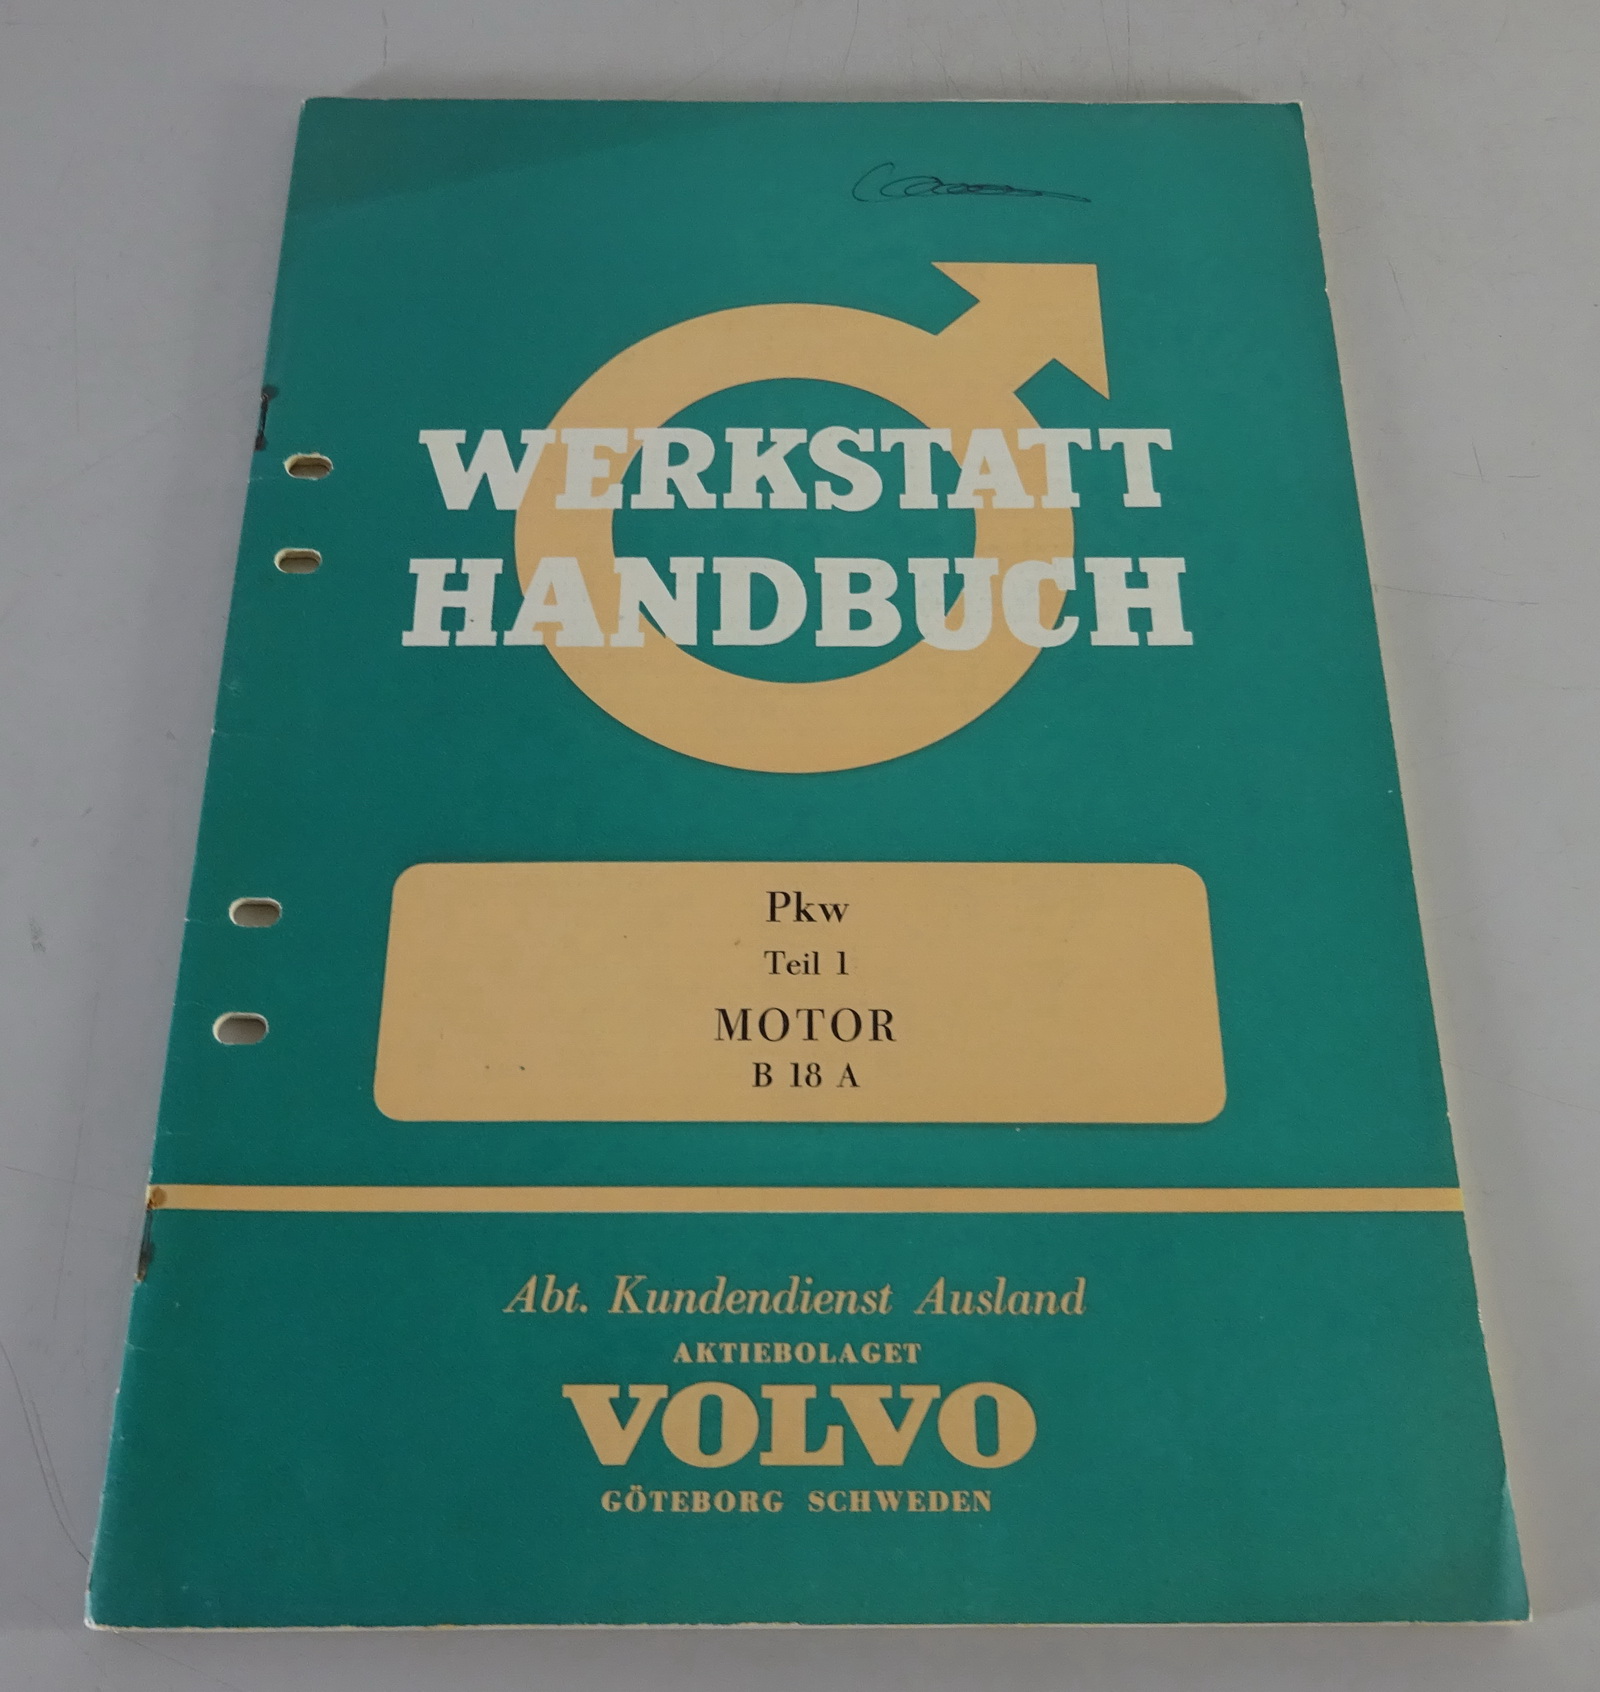 WERKSTATT
HANDBUCH
Pkw
Teil 1
MOTOR
B 18 A
Abt. Kundendienst Ausland
AKTIEBOLAGET
VOLVO
GÖTEBORG SCHWEDEN